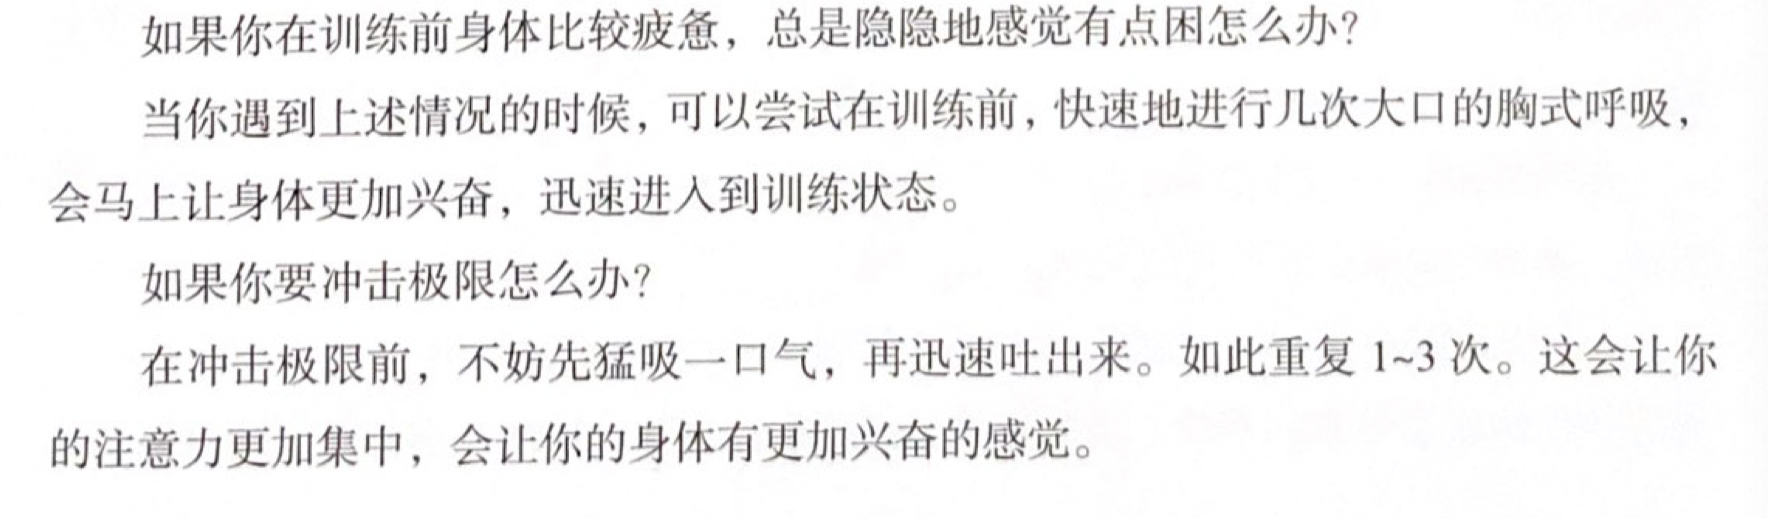 如果你在训练前身体比较疲惫，总是隐隐地感觉有点困怎么办？
当你遇到上述情况的时候，可以尝试在训练前，快速地进行几次大口的胸式呼吸，
会马上让身体更加兴奋，迅速进入到训练状态。
如果你要冲击极限怎么办？
在冲击极限前，不妨先猛吸一口气，再迅速吐出来。如此重复 1~3 次。这会让你
的注意力更加集中，会让你的身体有更加兴奋的感觉。